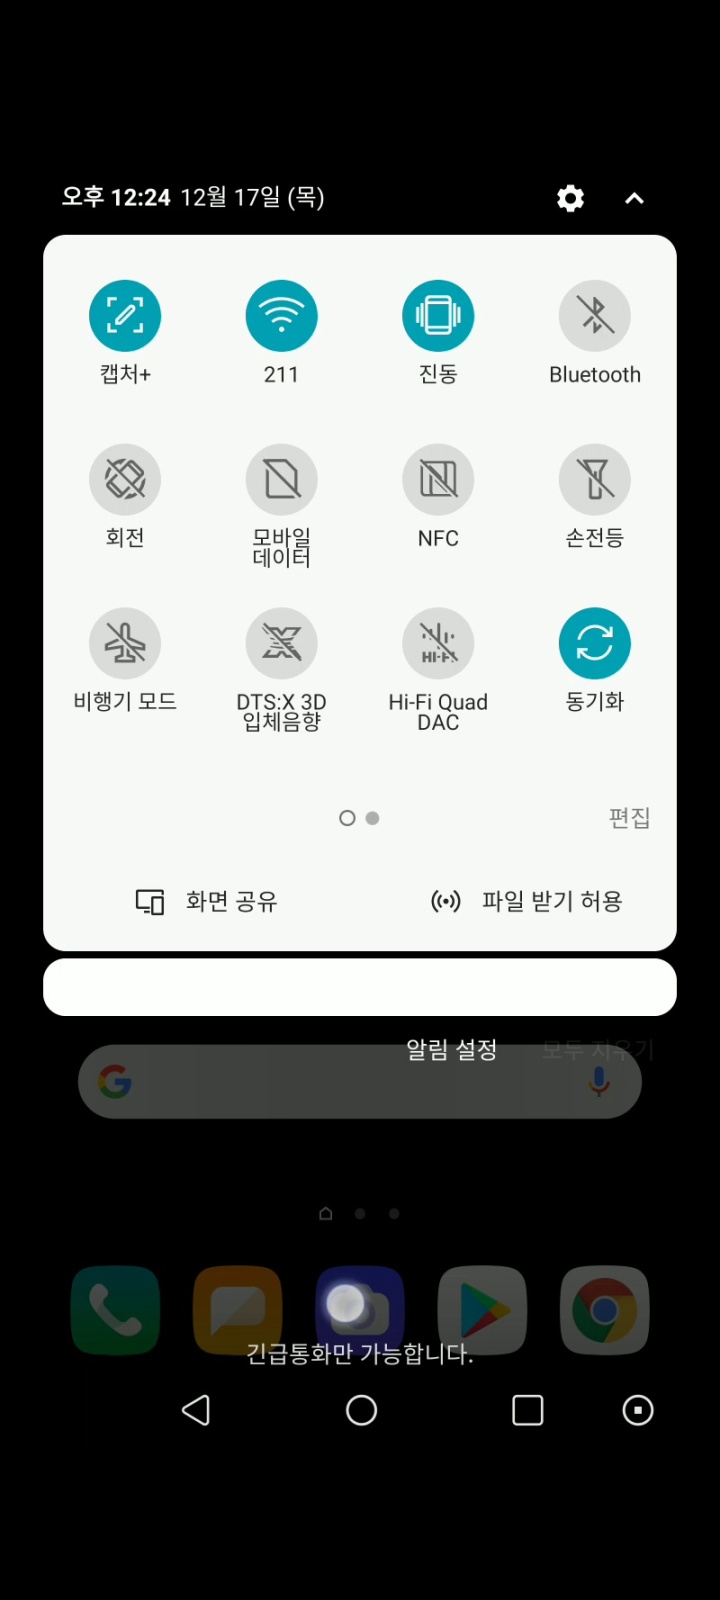 오후 12:24 12월 17일 (목)
캡처+ 211 진동 Bluetooth
회전 모바일 데이터 NFC 손전등
비행기 모드 DTS:X 3D 입체음향 Hi-Fi Quad DAC 동기화
HI-FI
편집
화면 공유 파일 받기 허용
알림 설정 모두 지우기
긴급통화만 가능합니다.